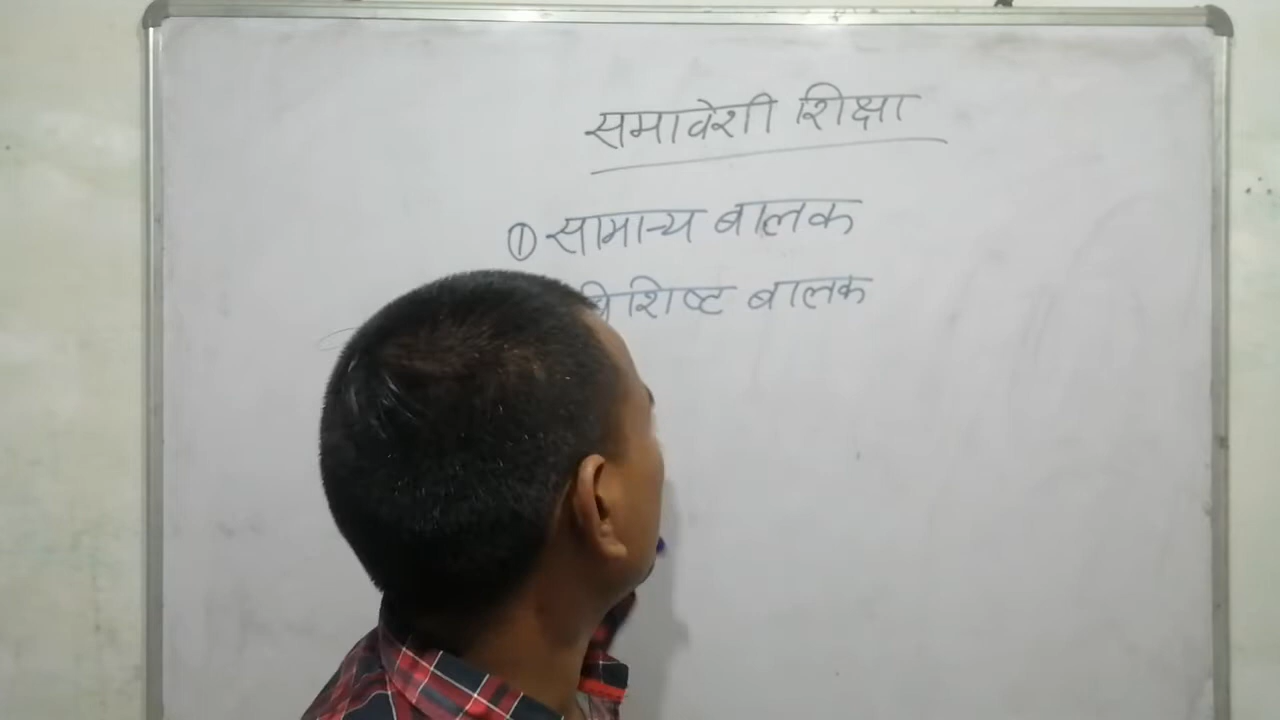 समावेशी शिक्षा
① सामान्य बालक
विशिष्ट बालक